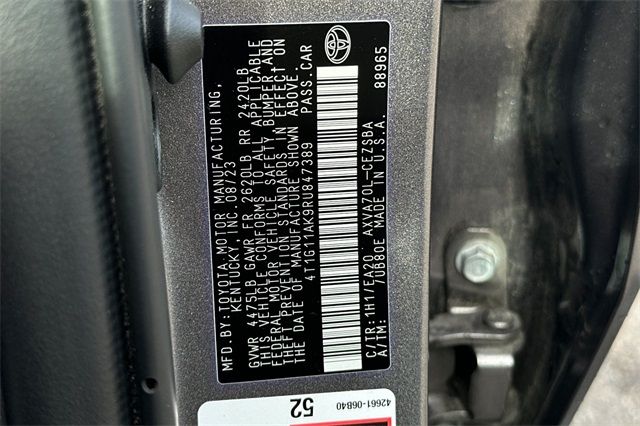 MFD.BY:TOYOTA MOTOR MANUFACTURING,
KENTUCKY, INC.08/23
GVWR 4475LB GAWR FR 2620LB RR 2420LB
THIS VEHICLE CONFORMS TO ALL APPLICABLE
FEDERAL MOTOR VEHICLE SAFETY BUMPER AND
THEFT PREVENTION STANDARDS IN EFFECT ON
THE DATE OF MANUFACTURE SHOWN ABOVE.
4T1G11AK9RU847389 PASS.CAR
C/TR:1H1/EA20 AXVA70L-CEZSBA
A/TM: /UB80E MADE IN U.S.A. 88965
42661-06B40
52